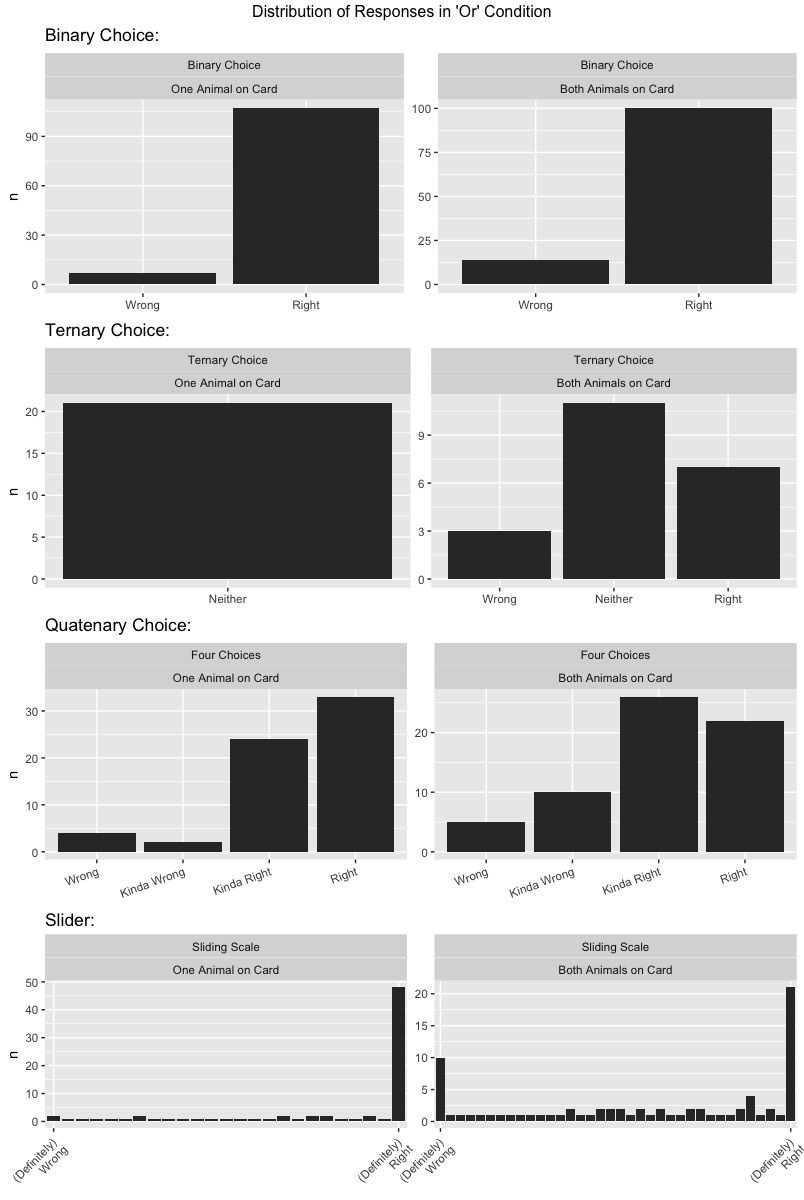 Distribution of Responses in 'Or' Condition
Binary Choice:
Binary Choice
One Animal on Card
n
90
60
30
0
Wrong Right
Binary Choice
Both Animals on Card
100
75
50
25
0
Wrong Right
Ternary Choice:
Ternary Choice
One Animal on Card
n
20
15
10
5
0
Neither
Ternary Choice
Both Animals on Card
9
6
3
0
Wrong Neither Right
Quatenary Choice:
Four Choices
One Animal on Card
n
30
20
10
0
Wrong Kinda Wrong Kinda Right Right
Four Choices
Both Animals on Card
20
10
0
Wrong Kinda Wrong Kinda Right Right
Slider:
Sliding Scale
One Animal on Card
n
50
40
30
20
10
0
(Definitely)
Wrong
(Definitely)
Right
Sliding Scale
Both Animals on Card
20
15
10
5
0
(Definitely)
Wrong
(Definitely)
Right